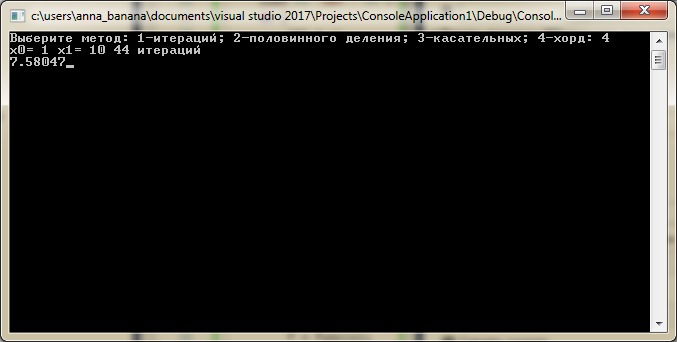 c:\users\anna_banana\documents\visual studio 2017\Projects\ConsoleApplication1\Debug\Consol...
Выберите метод: 1-итераций; 2-половинного деления; 3-касательных; 4-хорд: 4
x0= 1 x1= 10 44 итераций
7.58047_